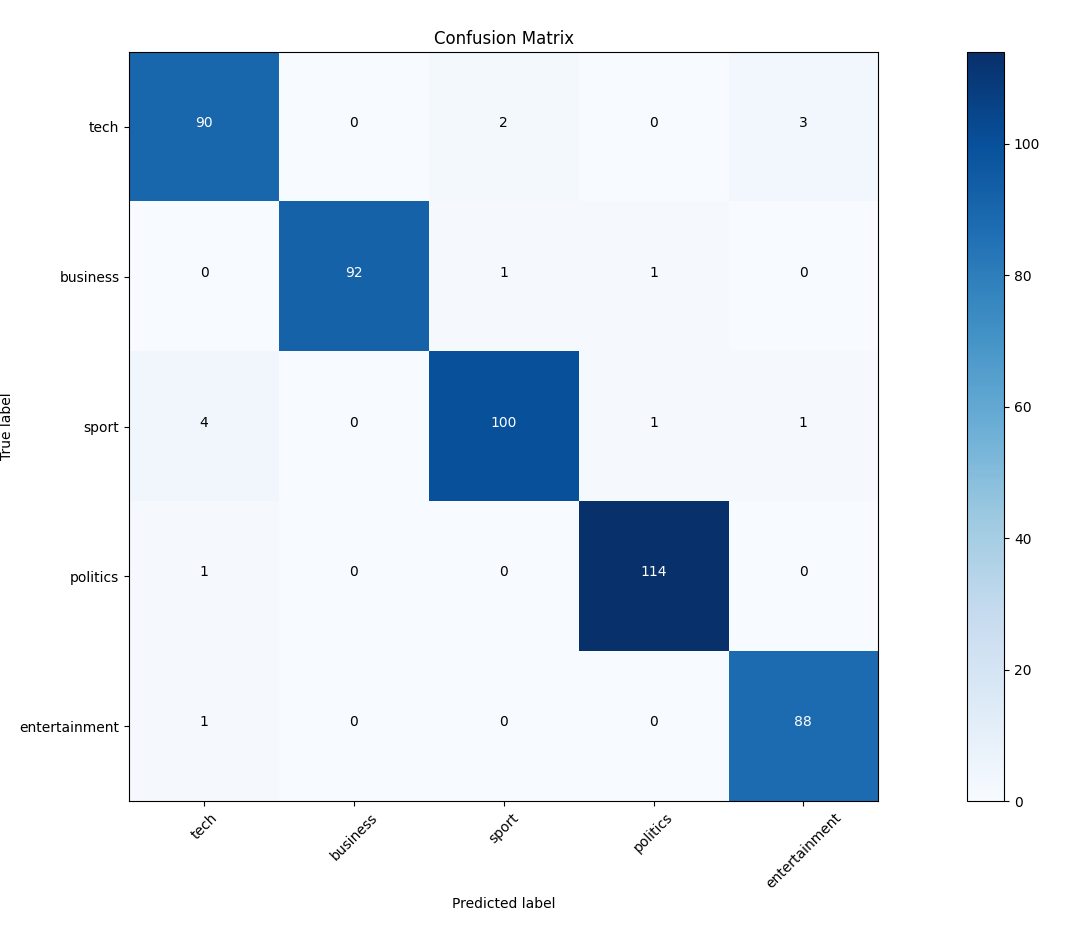 Confusion Matrix
tech 90 0 2 0 3
business 0 92 1 1 0
sport 4 0 100 1 1
politics 1 0 0 114 0
entertainment 1 0 0 0 88
tech business sport politics entertainment
Predicted label
True label
100
80
60
40
20
0